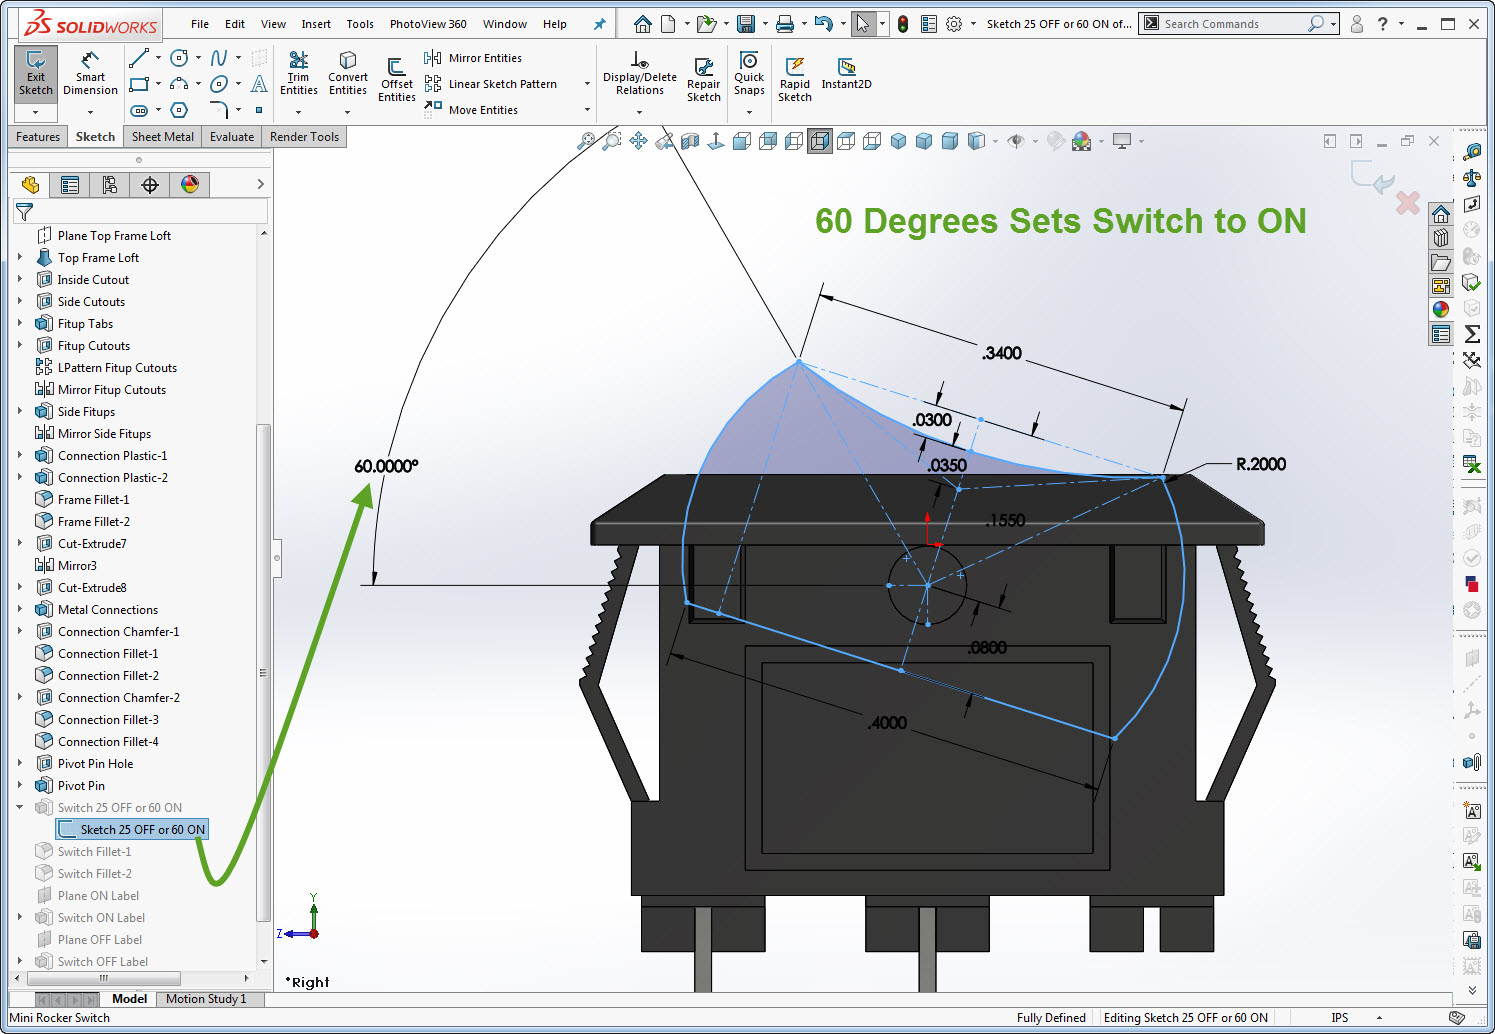 SOLIDWORKS
File Edit View Insert Tools PhotoView 360 Window Help
Sketch 25 OFF or 60 ON of...
Search Commands
?
Exit Sketch
Smart Dimension
Trim Entities
Convert Entities
Offset Entities
Mirror Entities
Linear Sketch Pattern
Move Entities
Display/Delete Relations
Repair Sketch
Quick Snaps
Rapid Sketch
Instant2D
Features Sketch Sheet Metal Evaluate Render Tools
60 Degrees Sets Switch to ON
Plane Top Frame Loft
Top Frame Loft
Inside Cutout
Side Cutouts
Fitup Tabs
Fitup Cutouts
LPattern Fitup Cutouts
Mirror Fitup Cutouts
Side Fitups
Mirror Side Fitups
Connection Plastic-1
Connection Plastic-2
Frame Fillet-1
Frame Fillet-2
Cut-Extrude7
Mirror3
Cut-Extrude8
Metal Connections
Connection Chamfer-1
Connection Fillet-1
Connection Fillet-2
Connection Chamfer-2
Connection Fillet-3
Connection Fillet-4
Pivot Pin Hole
Pivot Pin
Switch 25 OFF or 60 ON
Sketch 25 OFF or 60 ON
Switch Fillet-1
Switch Fillet-2
Plane ON Label
Switch ON Label
Plane OFF Label
Switch OFF Label
.3400
.0300
60.0000°
.0350
R.2000
.1550
.0800
.4000
Y
Z
*Right
Model Motion Study 1
Mini Rocker Switch
Fully Defined
Editing Sketch 25 OFF or 60 ON
IPS